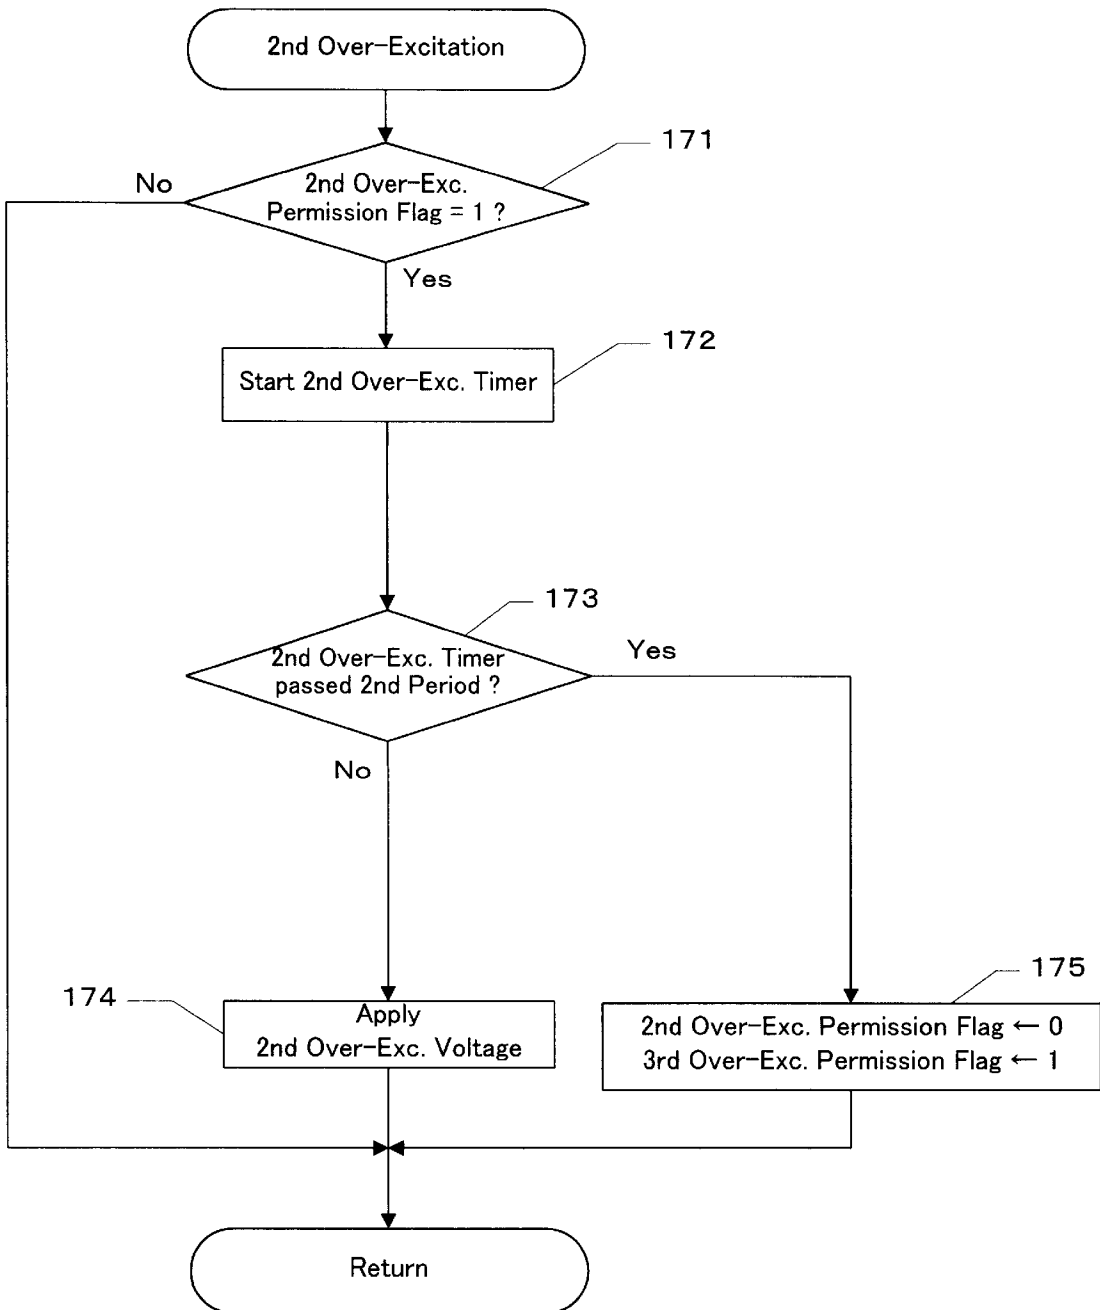 2nd Over-Excitation
171
No
2nd Over-Exc.
Permission Flag = 1 ?
Yes
172
Start 2nd Over-Exc. Timer
173
2nd Over-Exc. Timer
passed 2nd Period ?
Yes
No
174
Apply
2nd Over-Exc. Voltage
175
2nd Over-Exc. Permission Flag ← 0
3rd Over-Exc. Permission Flag ← 1
Return